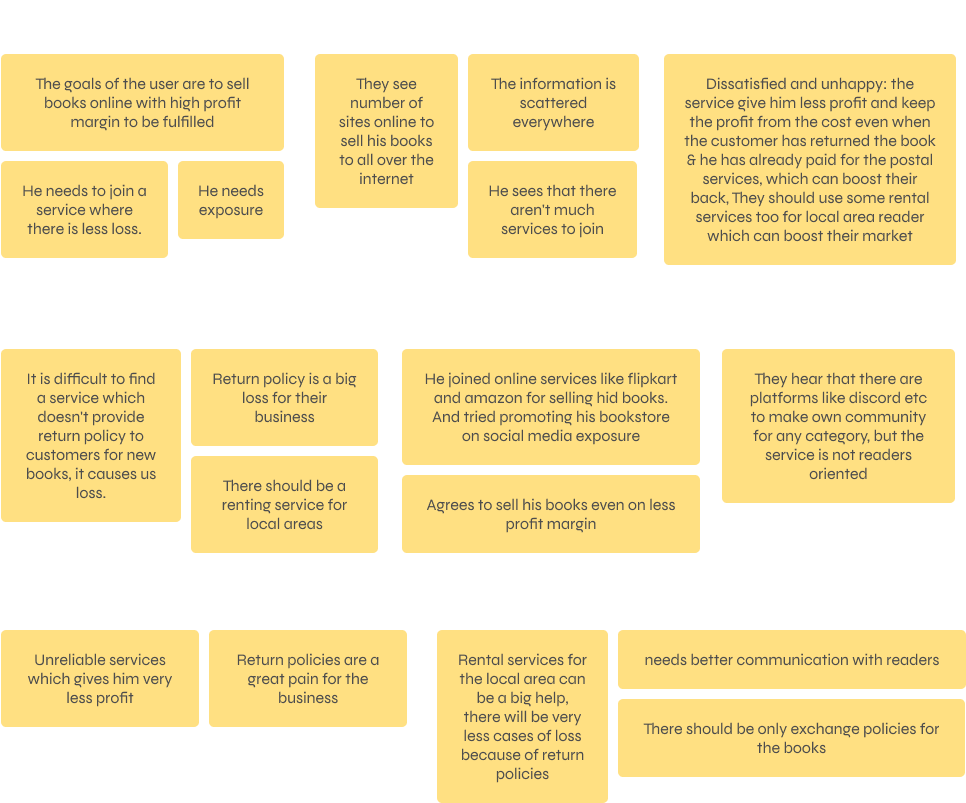 The goals of the user are to sell
books online with high profit
margin to be fulfilled
He needs to join a
service where
there is less loss.
He needs
exposure
They see
number of
sites online to
sell his books
to all over the
internet
The information is
scattered
everywhere
He sees that there
aren't much
services to join
Dissatisfied and unhappy: the
service give him less profit and keep
the profit from the cost even when
the customer has returned the book
& he has already paid for the postal
services, which can boost their
back, They should use some rental
services too for local area reader
which can boost their market
It is difficult to find
a service which
doesn't provide
return policy to
customers for new
books, it causes us
loss.
Return policy is a big
loss for their
business
There should be a
renting service for
local areas
He joined online services like flipkart
and amazon for selling hid books.
And tried promoting his bookstore
on social media exposure
Agrees to sell his books even on less
profit margin
They hear that there are
platforms like discord etc
to make own community
for any category, but the
service is not readers
oriented
Unreliable services
which gives him very
less profit
Return policies are a
great pain for the
business
Rental services for
the local area can
be a big help,
there will be very
less cases of loss
because of return
policies
needs better communication with readers
There should be only exchange policies for
the books